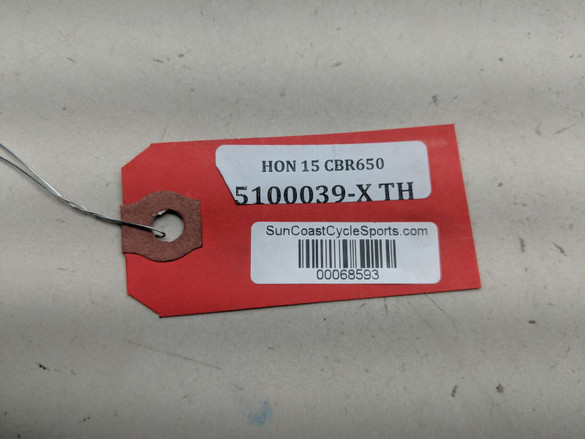 HON 15 CBR650
5100039-X TH
SunCoastCycleSports.com
00068593